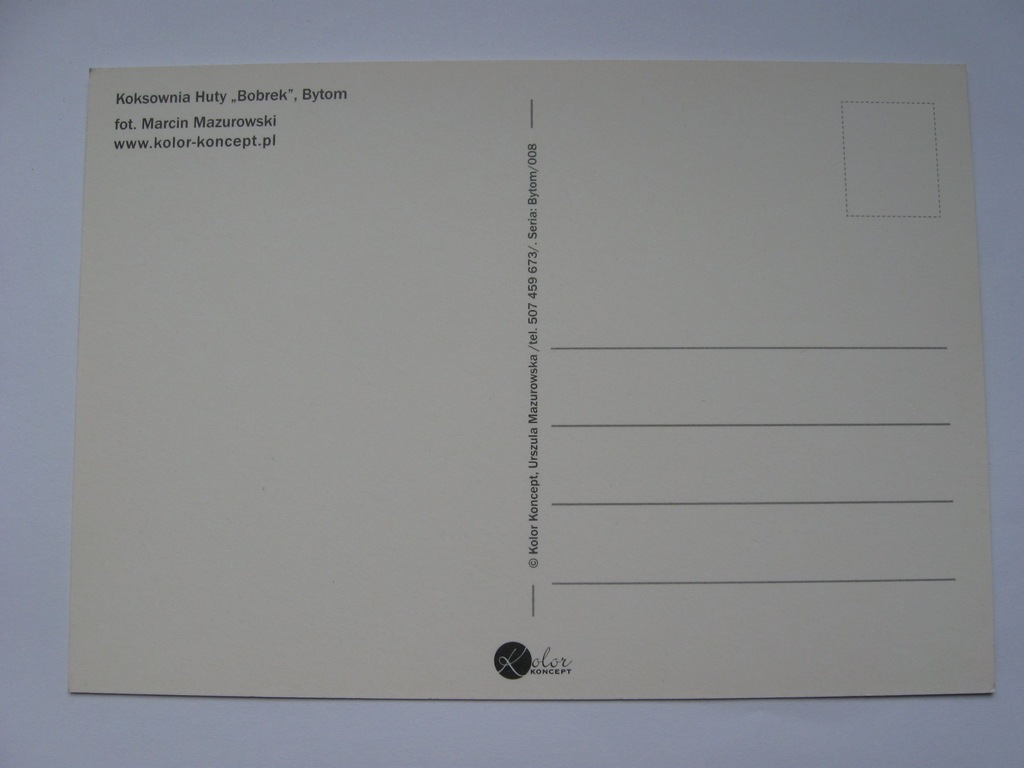 Koksownia Huty „Bobrek”, Bytom
fot. Marcin Mazurowski
www.kolor-koncept.pl
© Kolor Koncept, Urszula Mazurowska /tel. 507 459 673/. Seria: Bytom/008
Kolor
KONCEPT